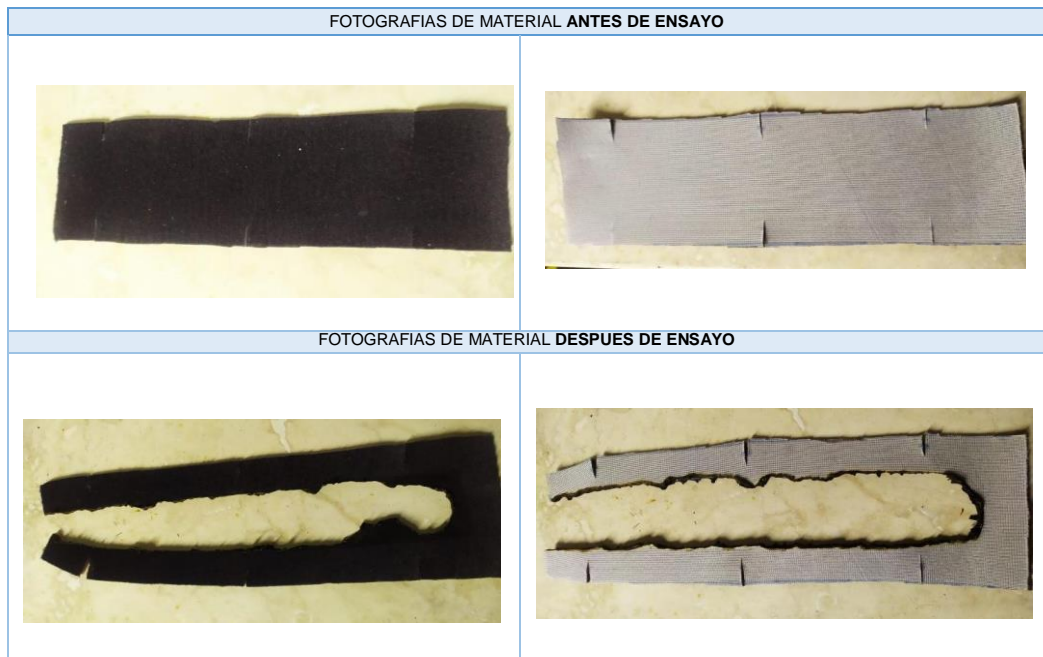 FOTOGRAFIAS DE MATERIAL ANTES DE ENSAYO
FOTOGRAFIAS DE MATERIAL DESPUES DE ENSAYO